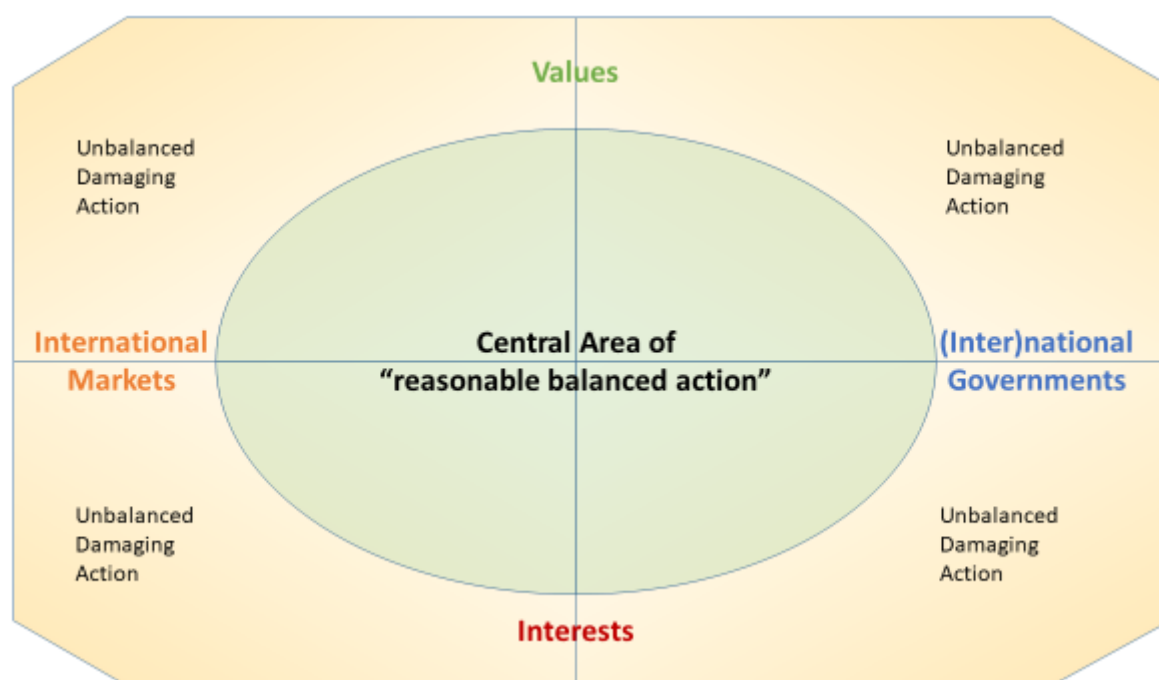 Values
Unbalanced
Damaging
Action
Unbalanced
Damaging
Action
International
Markets
Central Area of
“reasonable balanced action”
(Inter)national
Governments
Unbalanced
Damaging
Action
Unbalanced
Damaging
Action
Interests